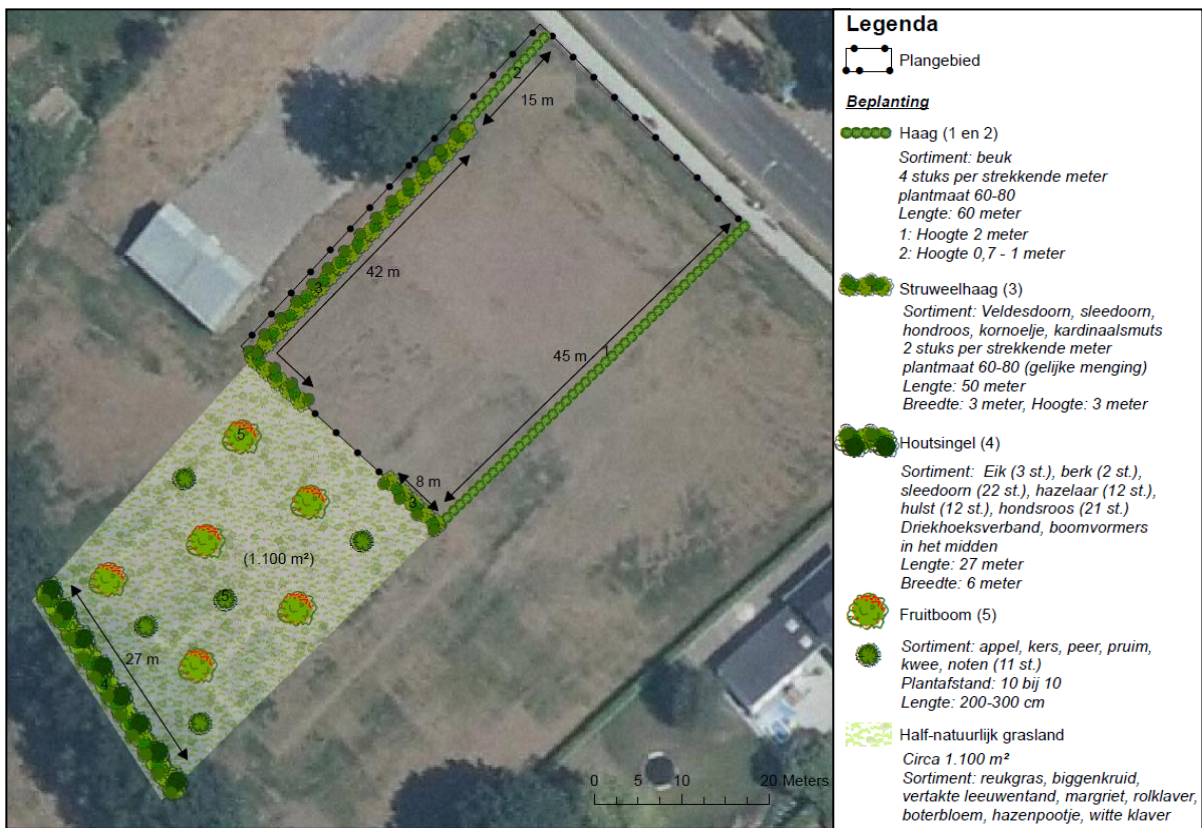 2
15 m
42 m
3
45 m
1
8 m
3
5
(1.100 m²)
5
27 m
4
0 5 10 20 Meters
Legenda
Plangebied
Beplanting
Haag (1 en 2)
Sortiment: beuk
4 stuks per strekkende meter
plantmaat 60-80
Lengte: 60 meter
1: Hoogte 2 meter
2: Hoogte 0,7 - 1 meter
Struweelhaag (3)
Sortiment: Veldesdoorn, sleedoorn,
hondroos, kornoelje, kardinaalsmuts
2 stuks per strekkende meter
plantmaat 60-80 (gelijke menging)
Lengte: 50 meter
Breedte: 3 meter, Hoogte: 3 meter
Houtsingel (4)
Sortiment: Eik (3 st.), berk (2 st.),
sleedoorn (22 st.), hazelaar (12 st.),
hulst (12 st.), hondsroos (21 st.)
Driekhoeksverband, boomvormers
in het midden
Lengte: 27 meter
Breedte: 6 meter
Fruitboom (5)
Sortiment: appel, kers, peer, pruim,
kwee, noten (11 st.)
Plantafstand: 10 bij 10
Lengte: 200-300 cm
Half-natuurlijk grasland
Circa 1.100 m²
Sortiment: reukgras, biggenkruid,
vertakte leeuwentand, margriet, rolklaver,
boterbloem, hazenpootje, witte klaver